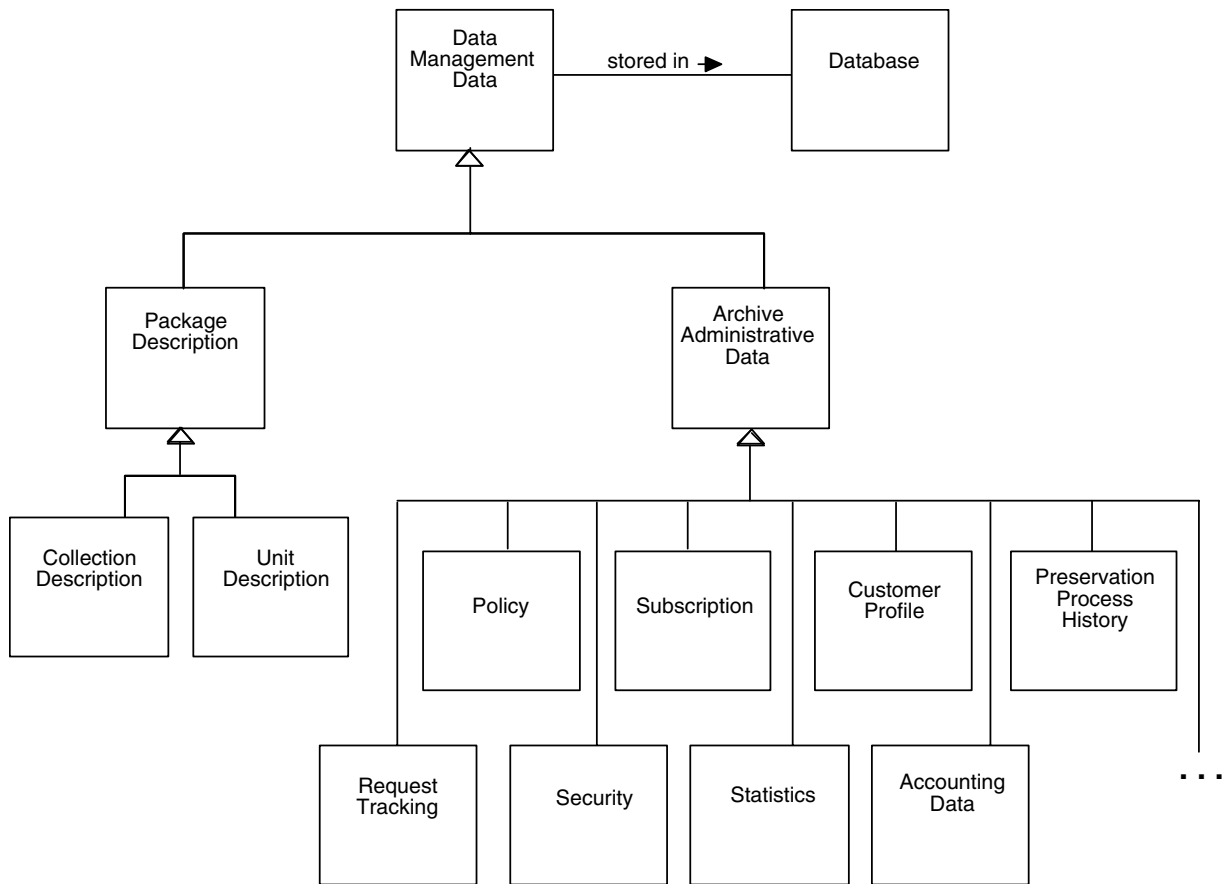 Data
Management
Data
stored in
Database
Package
Description
Archive
Administrative
Data
Collection
Description
Unit
Description
Policy
Subscription
Customer
Profile
Preservation
Process
History
Request
Tracking
Security
Statistics
Accounting
Data
. . .